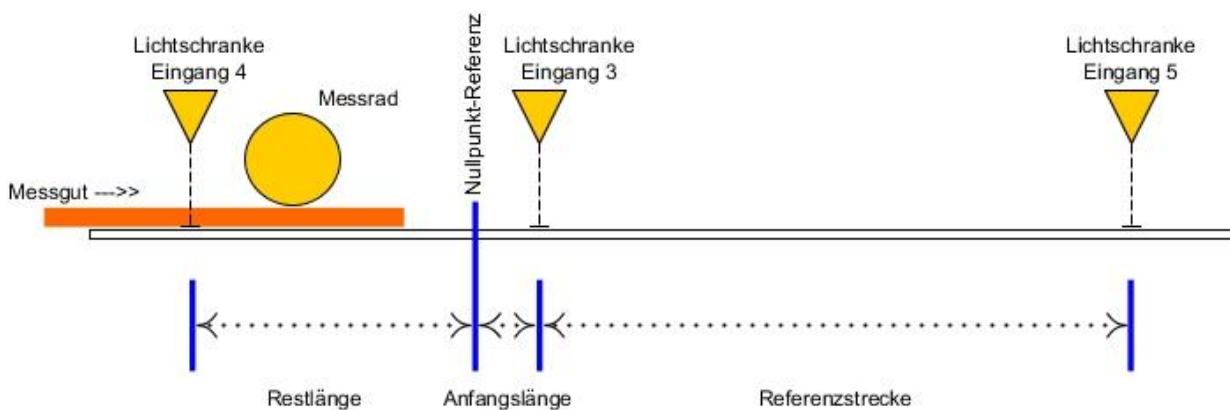 Lichtschranke
Eingang 4
Messrad
Nullpunkt-Referenz
Lichtschranke
Eingang 3
Lichtschranke
Eingang 5
Messgut --->>
Restlänge
Anfangslänge
Referenzstrecke